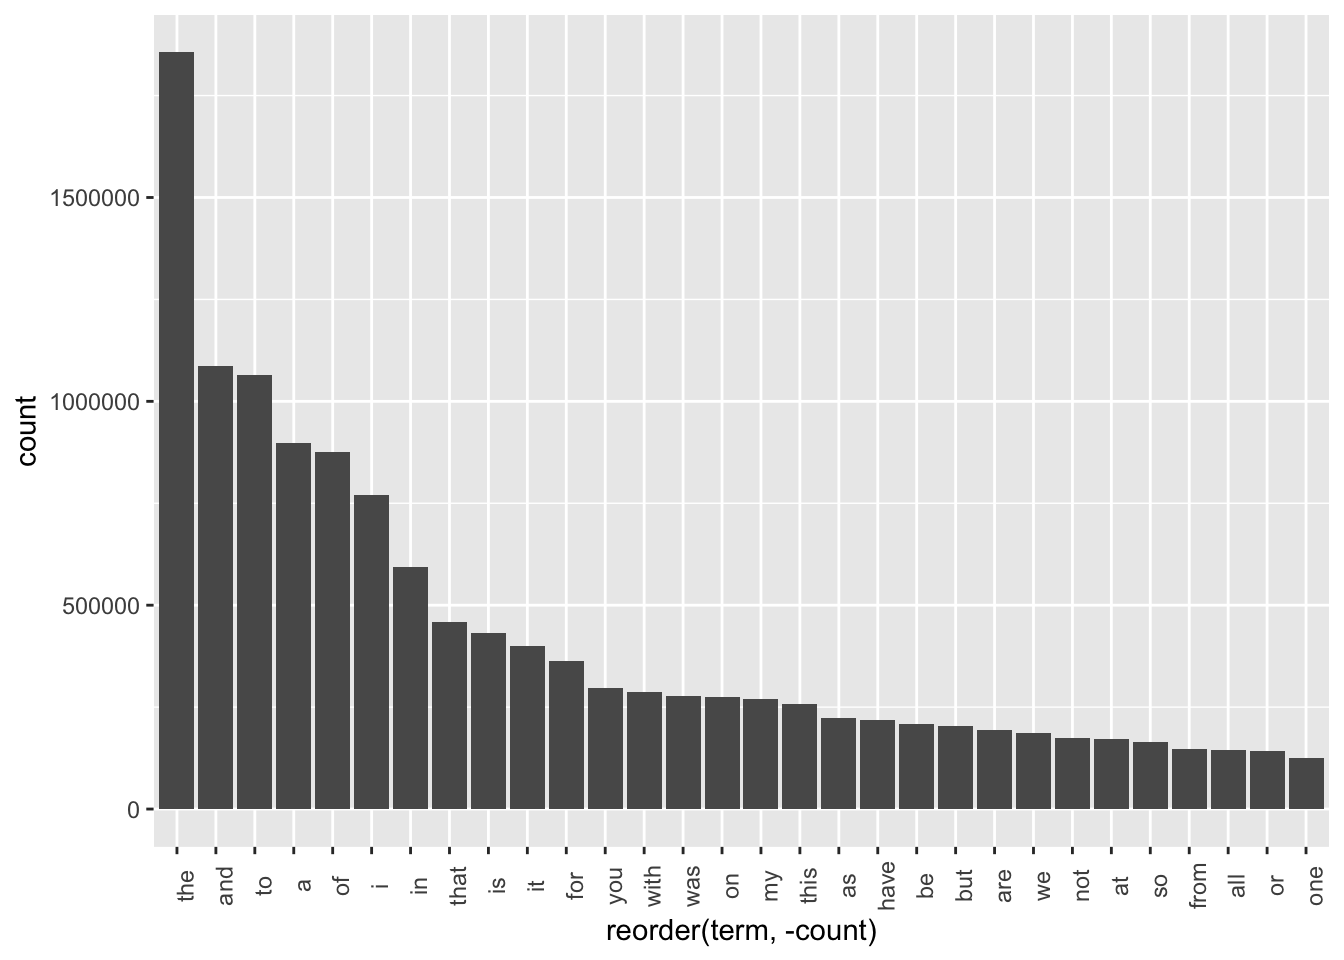 count
1500000
1000000
500000
0
the and to a of i in that is it for you with was on my this as have be but are we not at so from all or one
reorder(term, -count)